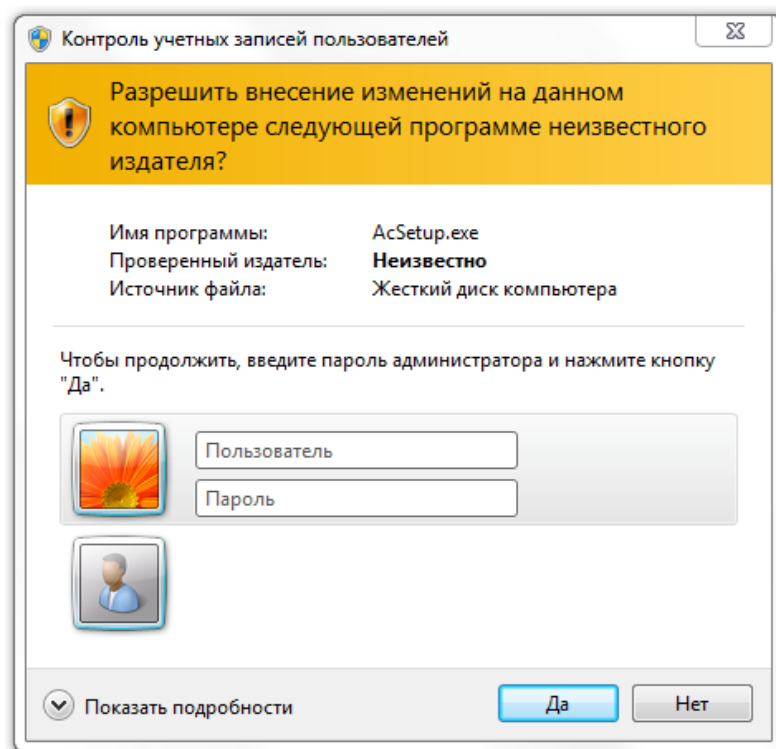 Контроль учетных записей пользователей
Разрешить внесение изменений на данном
компьютере следующей программе неизвестного
издателя?
Имя программы: AcSetup.exe
Проверенный издатель: Неизвестно
Источник файла: Жесткий диск компьютера
Чтобы продолжить, введите пароль администратора и нажмите кнопку
"Да".
Пользователь
Пароль
Показать подробности Да Нет